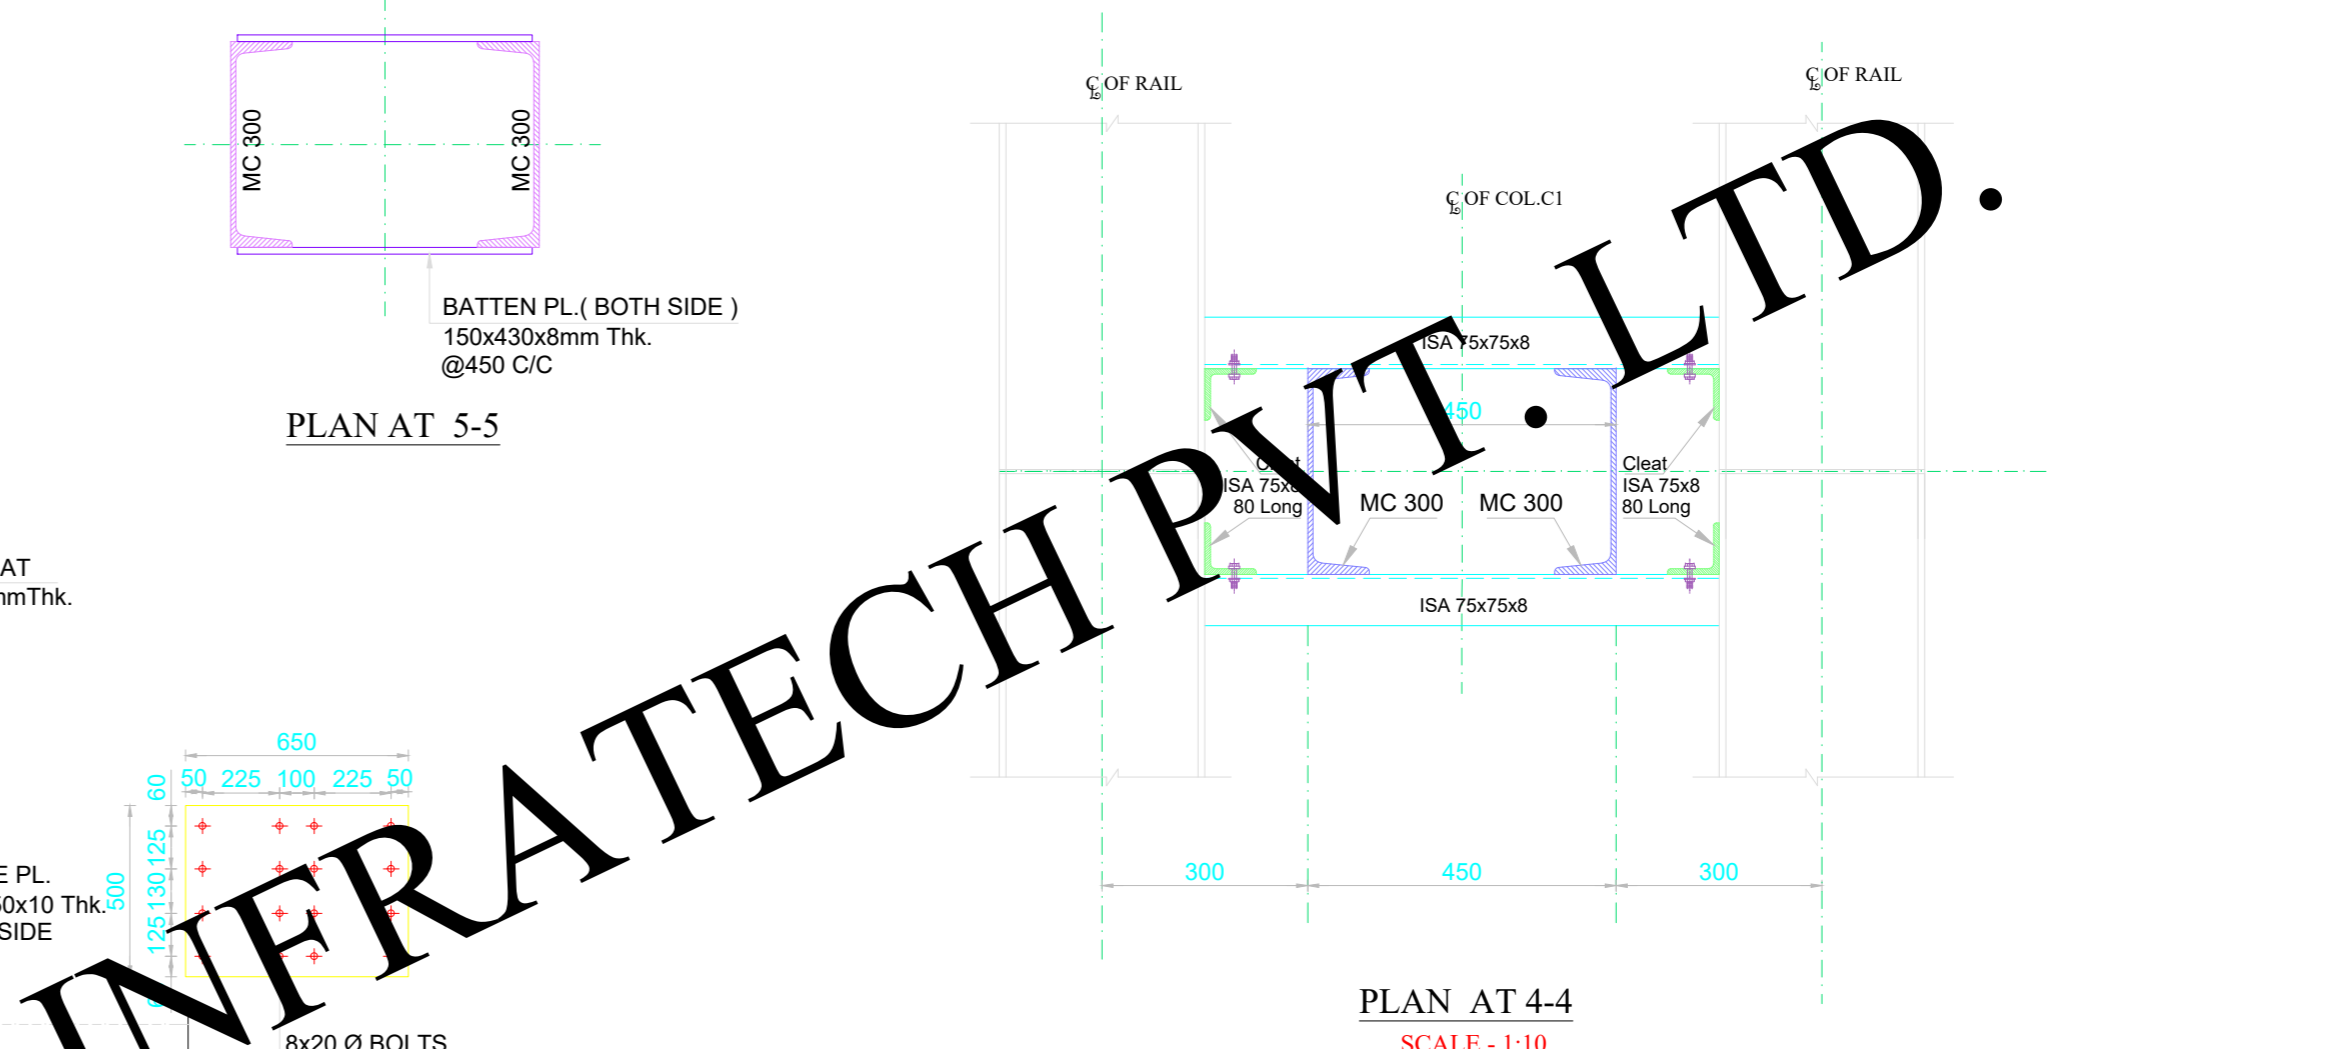 MC 300
MC 300
BATTEN PL.( BOTH SIDE )
150x430x8mm Thk.
@450 C/C
PLAN AT 5-5
AT
mmThk.
650
50 225 100 225 50
60
125
130
125
500
E PL.
50x10 Thk.
SIDE
8x20 Ø BOLTS
℄ OF RAIL
℄ OF RAIL
℄ OF COL.C1
ISA 75x75x8
450
Cleat
ISA 75x8
80 Long
MC 300
MC 300
Cleat
ISA 75x8
80 Long
ISA 75x75x8
300 450 300
PLAN AT 4-4
SCALE - 1:10
INFRATECH PVT. LTD.